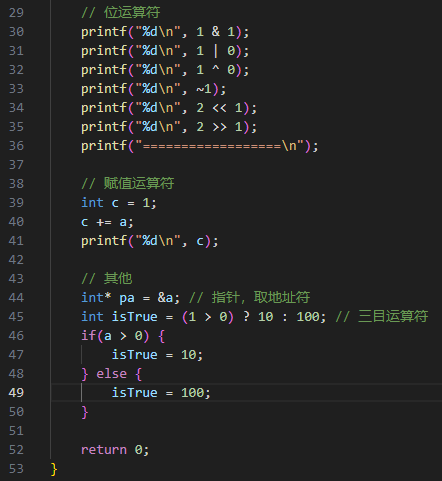 29 // 位运算符
30 printf("%d\n", 1 & 1);
31 printf("%d\n", 1 | 0);
32 printf("%d\n", 1 ^ 0);
33 printf("%d\n", ~1);
34 printf("%d\n", 2 << 1);
35 printf("%d\n", 2 >> 1);
36 printf("==================\n");
37
38 // 赋值运算符
39 int c = 1;
40 c += a;
41 printf("%d\n", c);
42
43 // 其他
44 int* pa = &a; // 指针，取地址符
45 int isTrue = (1 > 0) ? 10 : 100; // 三目运算符
46 if(a > 0) {
47 isTrue = 10;
48 } else {
49 isTrue = 100;
50 }
51
52 return 0;
53 }